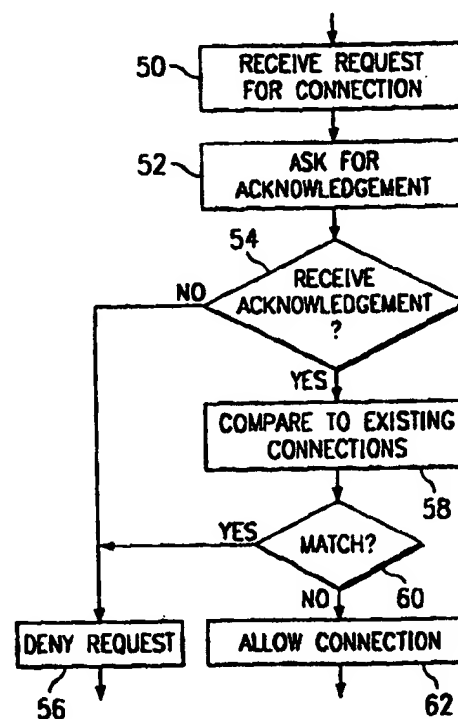 50
RECEIVE REQUEST
FOR CONNECTION
52
ASK FOR
ACKNOWLEDGEMENT
54
NO
RECEIVE
ACKNOWLEDGEMENT
?
YES
COMPARE TO EXISTING
CONNECTIONS
58
YES
MATCH?
60
NO
DENY REQUEST
ALLOW CONNECTION
56
62